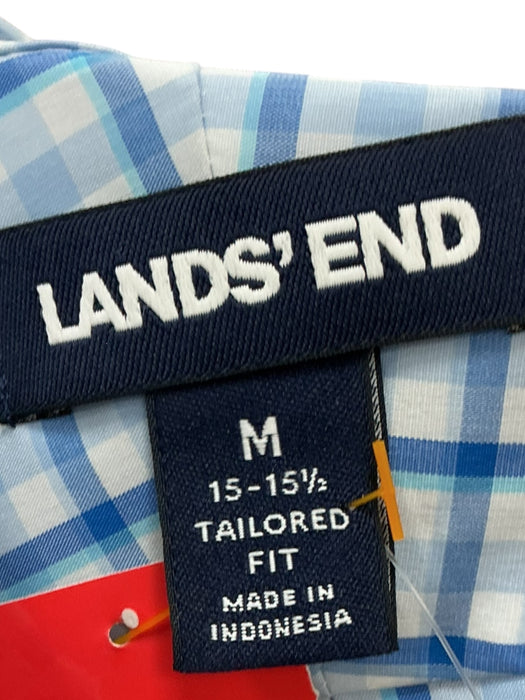 LANDS' END
M
15-15½
TAILORED
FIT
MADE IN
INDONESIA